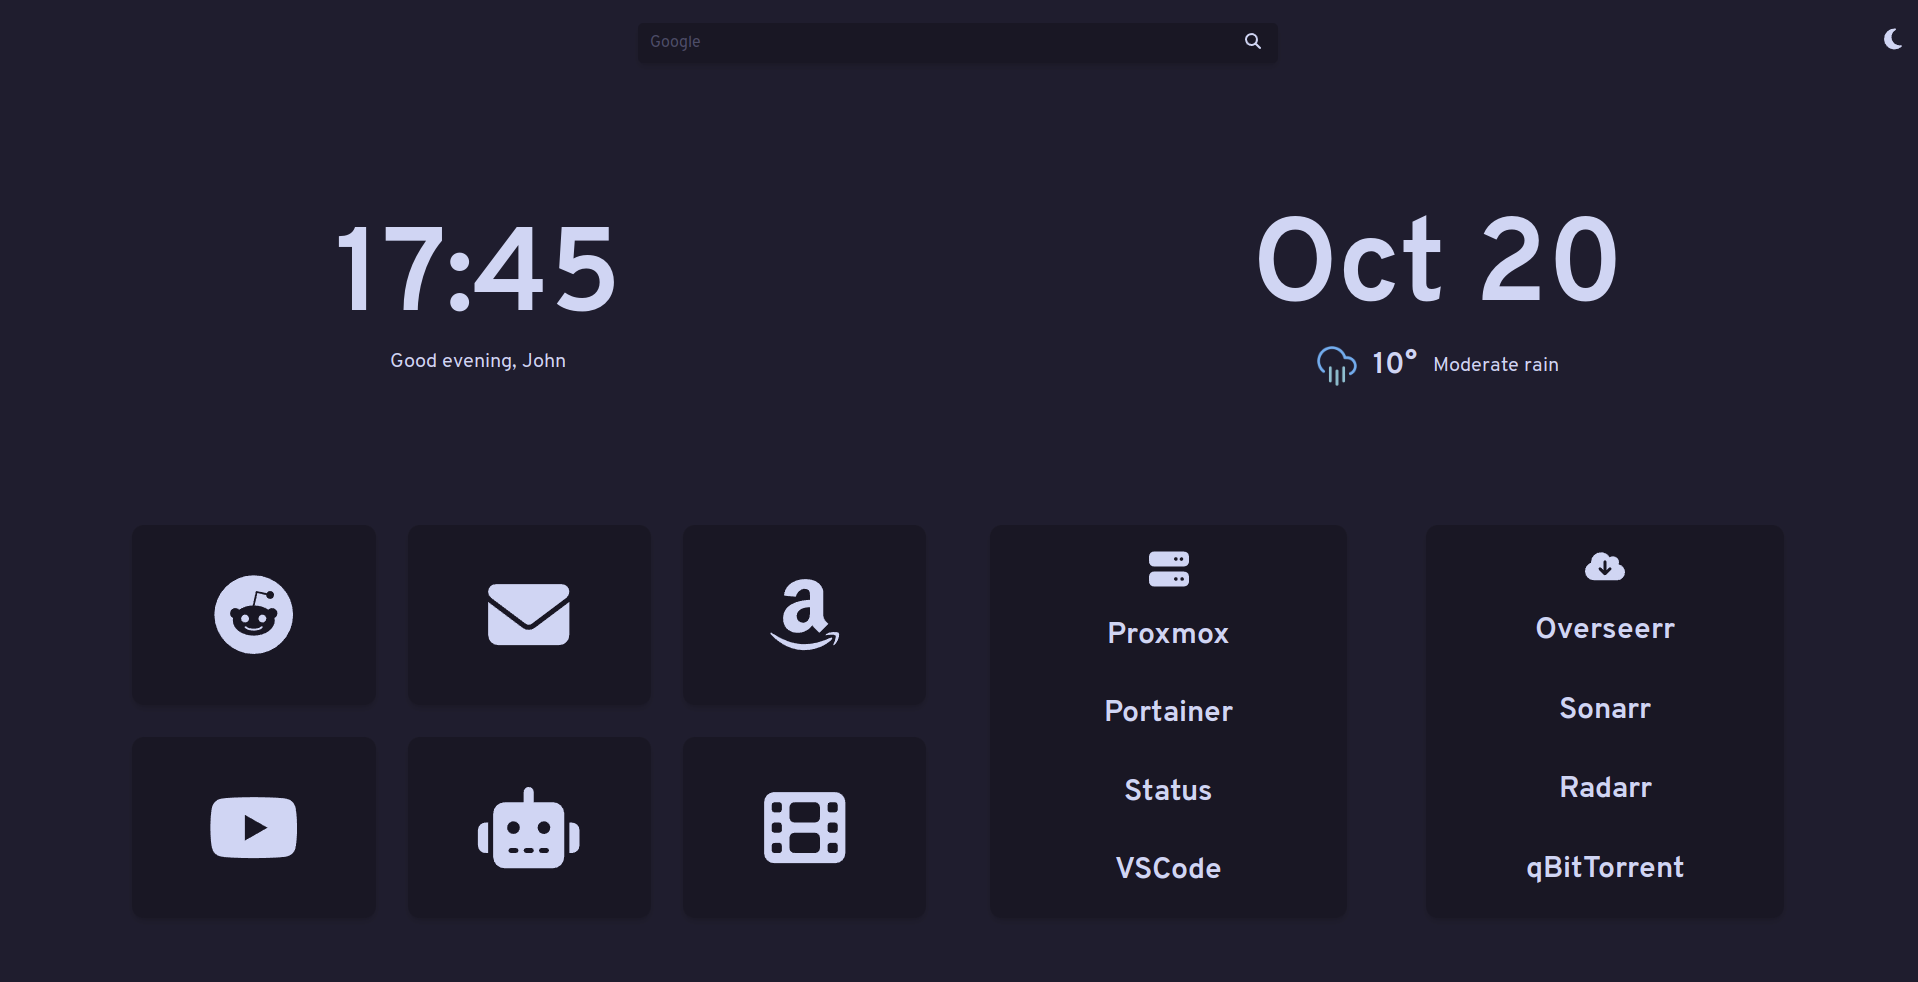 Google
17:45
Good evening, John
Oct 20
10° Moderate rain
Proxmox
Portainer
Status
VSCode
Overseerr
Sonarr
Radarr
qBitTorrent